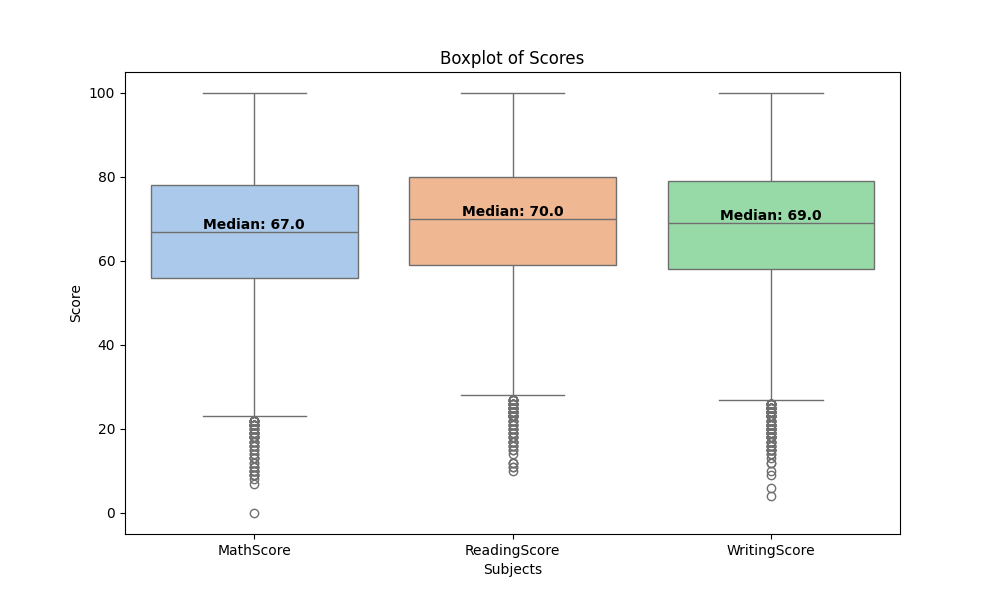 Boxplot of Scores
100
80
60
40
20
0
Score
Median: 67.0
Median: 70.0
Median: 69.0
MathScore
ReadingScore
WritingScore
Subjects